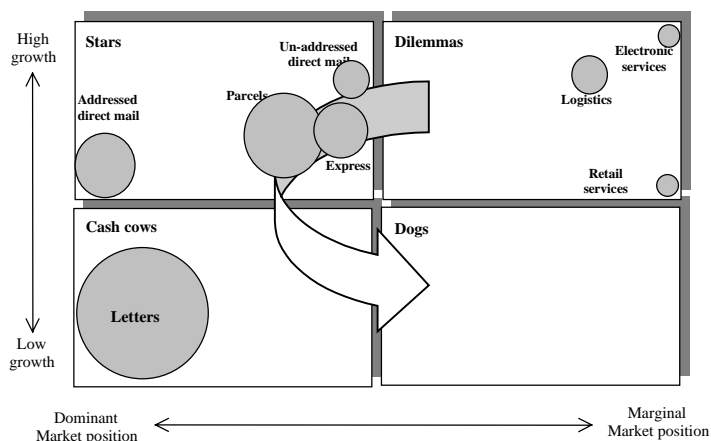 High
growth
Stars
Un-addressed
direct mail
Dilemmas
Electronic
services
Addressed
direct mail
Parcels
Logistics
Express
Retail
services
Cash cows
Dogs
Letters
Low
growth
Dominant
Market position
Marginal
Market position